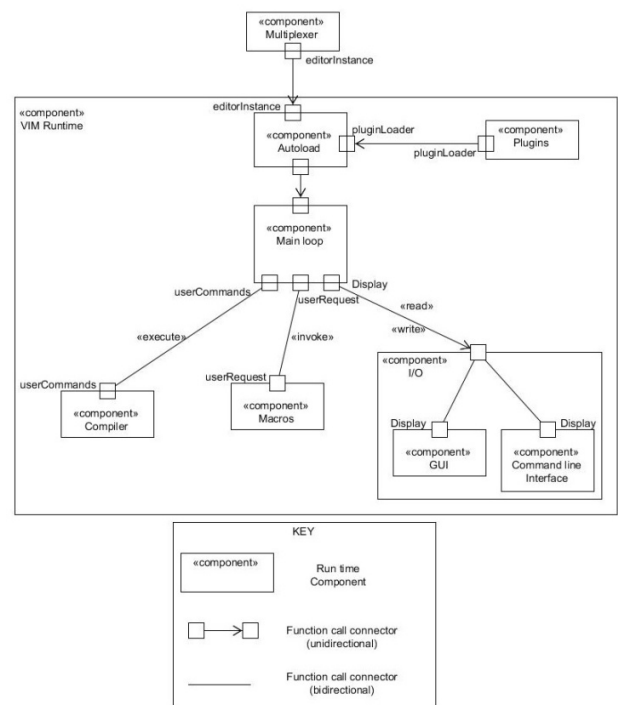 «component»
Multiplexer
editorInstance
«component»
VIM Runtime
editorInstance
«component»
Autoload
pluginLoader
pluginLoader
«component»
Plugins
«component»
Main loop
userCommands
userRequest
Display
«execute»
«invoke»
«read»
«write»
userCommands
«component»
Compiler
userRequest
«component»
Macros
«component»
I/O
Display
«component»
GUI
Display
«component»
Command line
Interface
KEY
«component»
Run time
Component
Function call connector
(unidirectional)
Function call connector
(bidirectional)